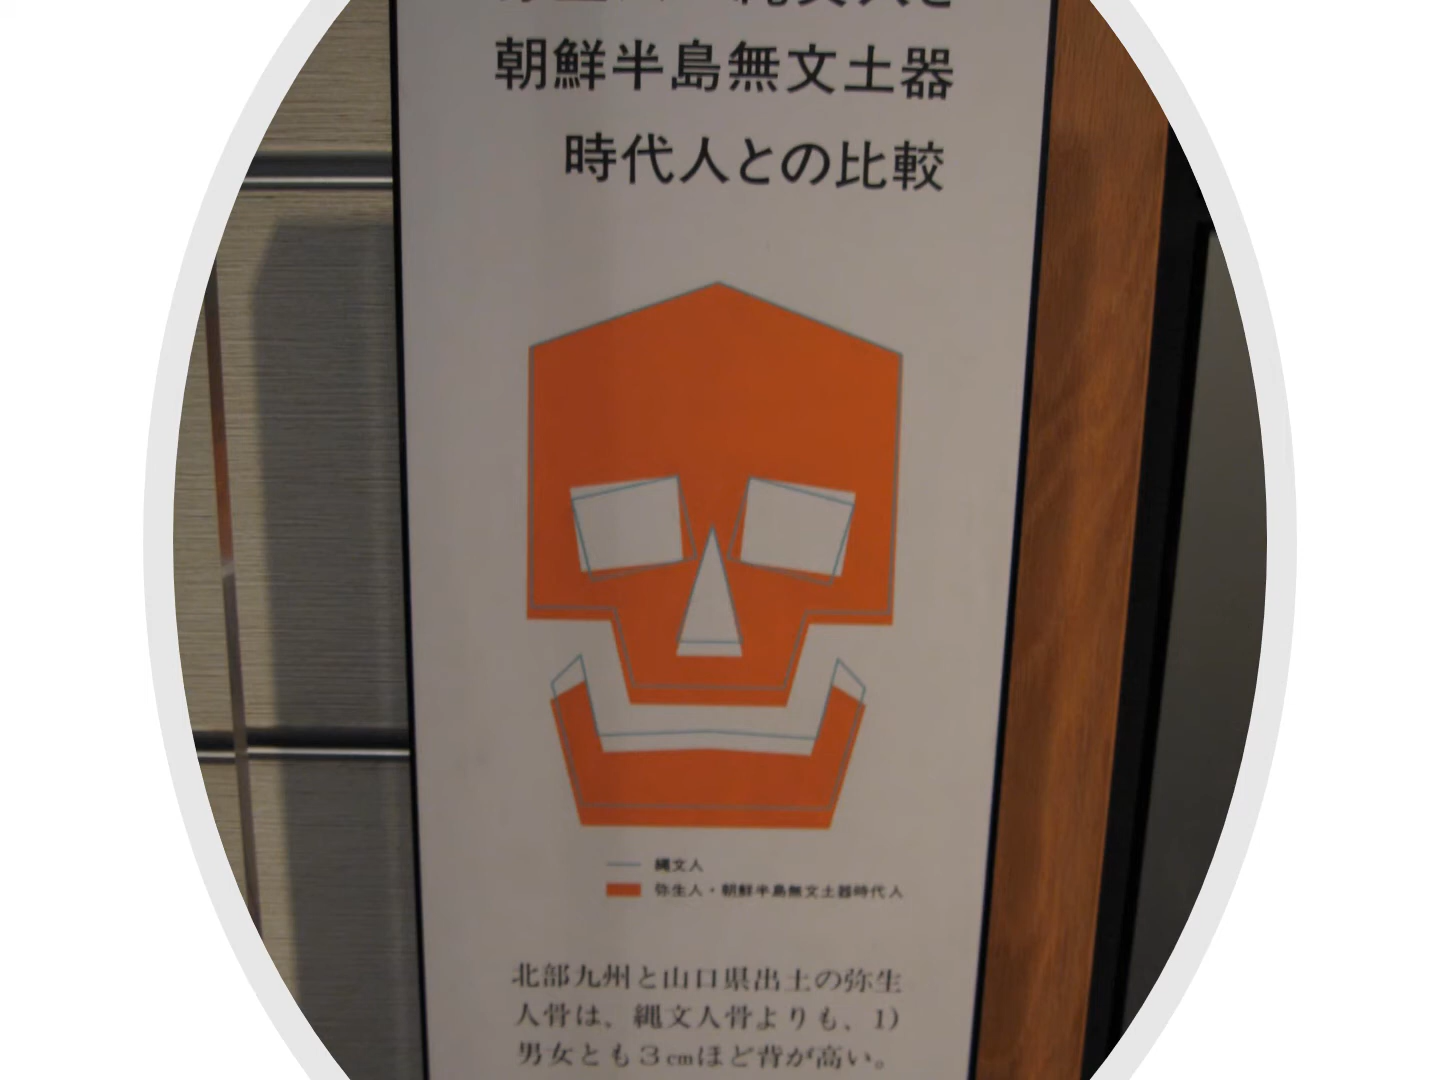 朝鮮半島無文土器
時代人との比較
縄文人
弥生人・朝鮮半島無文土器時代人
北部九州と山口県出土の弥生
人骨は、縄文人骨よりも、1)
男女とも3cmほど背が高い。